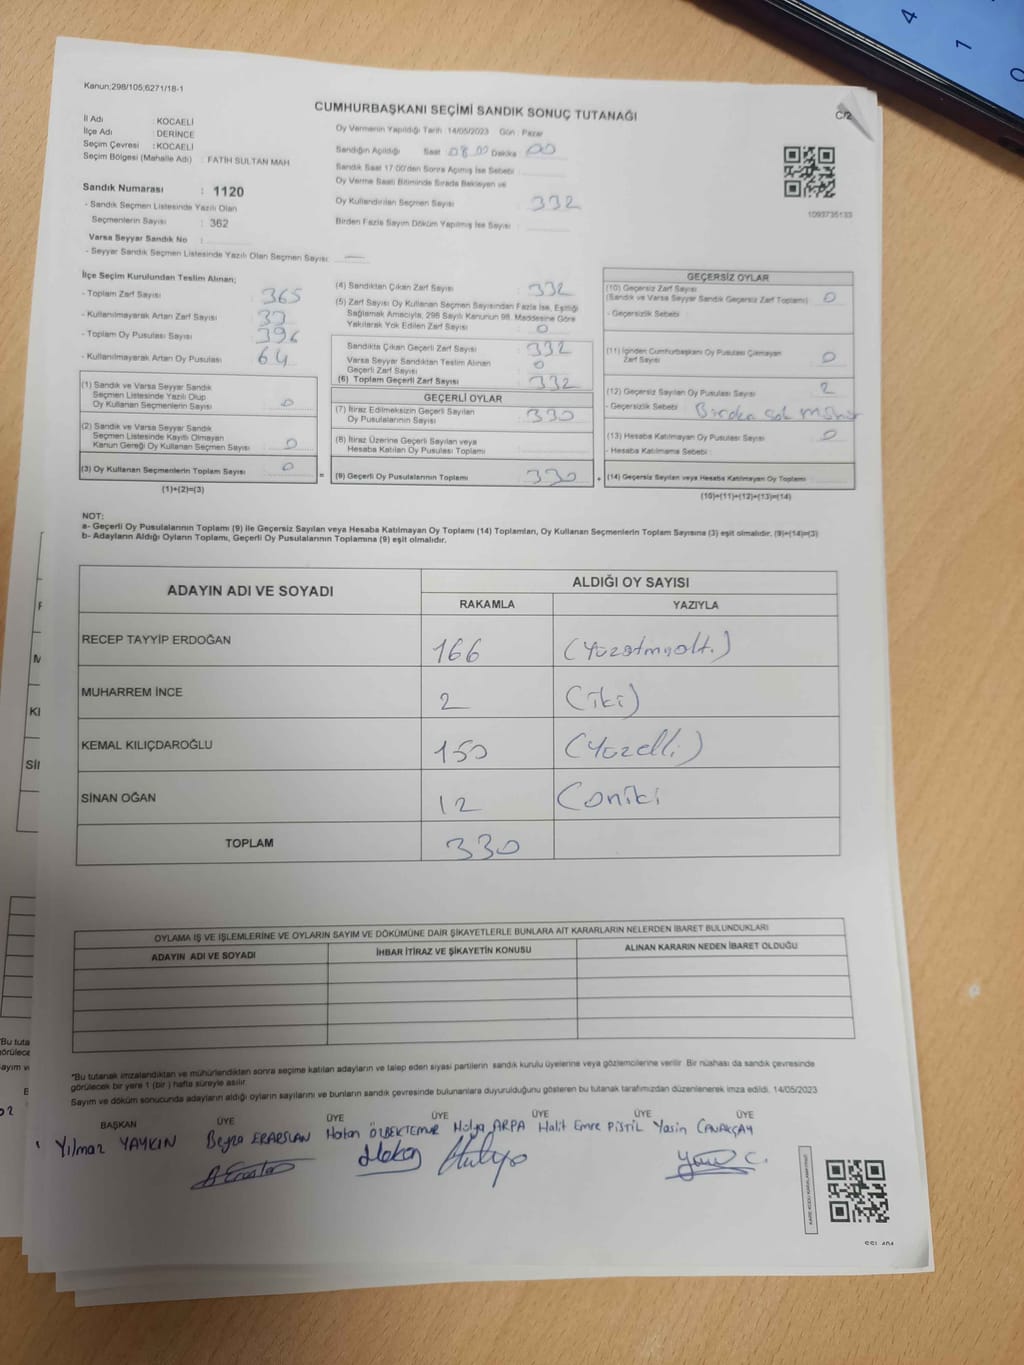 4
1
0
Kanun;298/105;6271/18-1
CUMHURBAŞKANI SEÇİMİ SANDIK SONUÇ TUTANAĞI
C/2
İl Adı : KOCAELİ
İlçe Adı : DERİNCE
Seçim Çevresi : KOCAELİ
Seçim Bölgesi (Mahalle Adı) : FATİH SULTAN MAH
Oy Vermenin Yapıldığı Tarih : 14/05/2023 Gün : Pazar
Sandığın Açıldığı Saat 08.00 Dakika 00
Sandık Saat 17:00'den Sonra Açımış İse Sebebi :
Oy Verme Saati Bitiminde Sırada Bekleyen ve
Oy Kullandırılan Seçmen Sayısı : 332
Birden Fazla Sayım Döküm Yapılmış İse Sayısı :
1093735133
Sandık Numarası : 1120
- Sandık Seçmen Listesinde Yazılı Olan
Seçmenlerin Sayısı : 362
Varsa Seyyar Sandık No :
- Seyyar Sandık Seçmen Listesinde Yazılı Olan Seçmen Sayısı:
İlçe Seçim Kurulundan Teslim Alınan;
- Toplam Zarf Sayısı : 365
- Kullanılmayarak Artan Zarf Sayısı : 33
- Toplam Oy Pusulası Sayısı : 396
- Kullanılmayarak Artan Oy Pusulası : 64
(1) Sandık ve Varsa Seyyar Sandık
Seçmen Listesinde Yazılı Olup
Oy Kullanan Seçmenlerin Sayısı : 0
(2) Sandık ve Varsa Seyyar Sandık
Seçmen Listesinde Kayıtlı Olmayan
Kanun Gereği Oy Kullanan Seçmen Sayısı : 0
(3) Oy Kullanan Seçmenlerin Toplam Sayısı : 0
(1)+(2)=(3)
(4) Sandıktan Çıkan Zarf Sayısı : 332
(5) Zarf Sayısı Oy Kullanan Seçmen Sayısından Fazla İse, Eşitliği
Sağlamak Amacıyla, 298 Sayılı Kanunun 98. Maddesine Göre
Yakılarak Yok Edilen Zarf Sayısı : 0
Sandıkta Çıkan Geçerli Zarf Sayısı : 332
Varsa Seyyar Sandıktan Teslim Alınan
Geçerli Zarf Sayısı : 0
(6) Toplam Geçerli Zarf Sayısı : 332
GEÇERLİ OYLAR
(7) İtiraz Edilmeksizin Geçerli Sayılan
Oy Pusulalarının Sayısı : 330
(8) İtiraz Üzerine Geçerli Sayılan veya
Hesaba Katılan Oy Pusulası Toplamı :
= (9) Geçerli Oy Pusulalarının Toplamı : 330
GEÇERSİZ OYLAR
(10) Geçersiz Zarf Sayısı
(Sandık ve Varsa Seyyar Sandık Geçersiz Zarf Toplamı) : 0
- Geçersizlik Sebebi :
(11) İçinden Cumhurbaşkanı Oy Pusulası Çıkmayan
Zarf Sayısı : 0
(12) Geçersiz Sayılan Oy Pusulası Sayısı : 2
- Geçersizlik Sebebi : Birden çok Mühür
(13) Hesaba Katılmayan Oy Pusulası Sayısı : 0
- Hesaba Katılmama Sebebi :
+ (14) Geçersiz Sayılan veya Hesaba Katılmayan Oy Toplamı :
(10)+(11)+(12)+(13)=(14)
NOT:
a- Geçerli Oy Pusulalarının Toplamı (9) ile Geçersiz Sayılan veya Hesaba Katılmayan Oy Toplamı (14) Toplamları, Oy Kullanan Seçmenlerin Toplam Sayısına (3) eşit olmalıdır, (9)+(14)=(3)
b- Adayların Aldığı Oyların Toplamı, Geçerli Oy Pusulalarının Toplamına (9) eşit olmalıdır.
ADAYIN ADI VE SOYADI
ALDIĞI OY SAYISI
RAKAMLA YAZIYLA
RECEP TAYYİP ERDOĞAN 166 (Yüzatmışalt.)
MUHARREM İNCE 2 (iki)
KEMAL KILIÇDAROĞLU 150 (Yüzelli)
SİNAN OĞAN 12 (oniki
TOPLAM 330
OYLAMA İŞ VE İŞLEMLERİNE VE OYLARIN SAYIM VE DÖKÜMÜNE DAİR ŞİKAYETLERLE BUNLARA AİT KARARLARIN NELERDEN İBARET BULUNDUKLARI
ADAYIN ADI VE SOYADI İHBAR İTİRAZ VE ŞİKAYETİN KONUSU ALINAN KARARIN NEDEN İBARET OLDUĞU
*Bu tutanak imzalandıktan ve mühürlendikten sonra seçime katılan adayların ve talep eden siyasi partilerin sandık kurulu üyelerine veya gözlemcilerine verilir. Bir nüshası da sandık çevresinde
görülecek bir yere 1 (bir ) hafta süreyle asılır.
Sayım ve döküm sonucunda adayların aldığı oyların sayılarını ve bunların sandık çevresinde bulunanlara duyurulduğunu gösteren bu tutanak tarafımızdan düzenlenerek imza edildi. 14/05/2023
BAŞKAN ÜYE ÜYE ÜYE ÜYE ÜYE ÜYE
Yılmaz YAYKIN Beyza ERARSLAN Hakan ÖZBEKTEMUR Hülya ARPA Halit Emre PİŞTİL Yasin CANAKÇAY